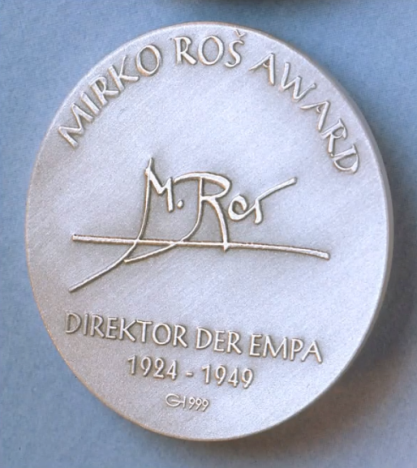 MIRKO ROŠ AWARD
M. Roš
DIREKTOR DER EMPA
1924 - 1949
1999